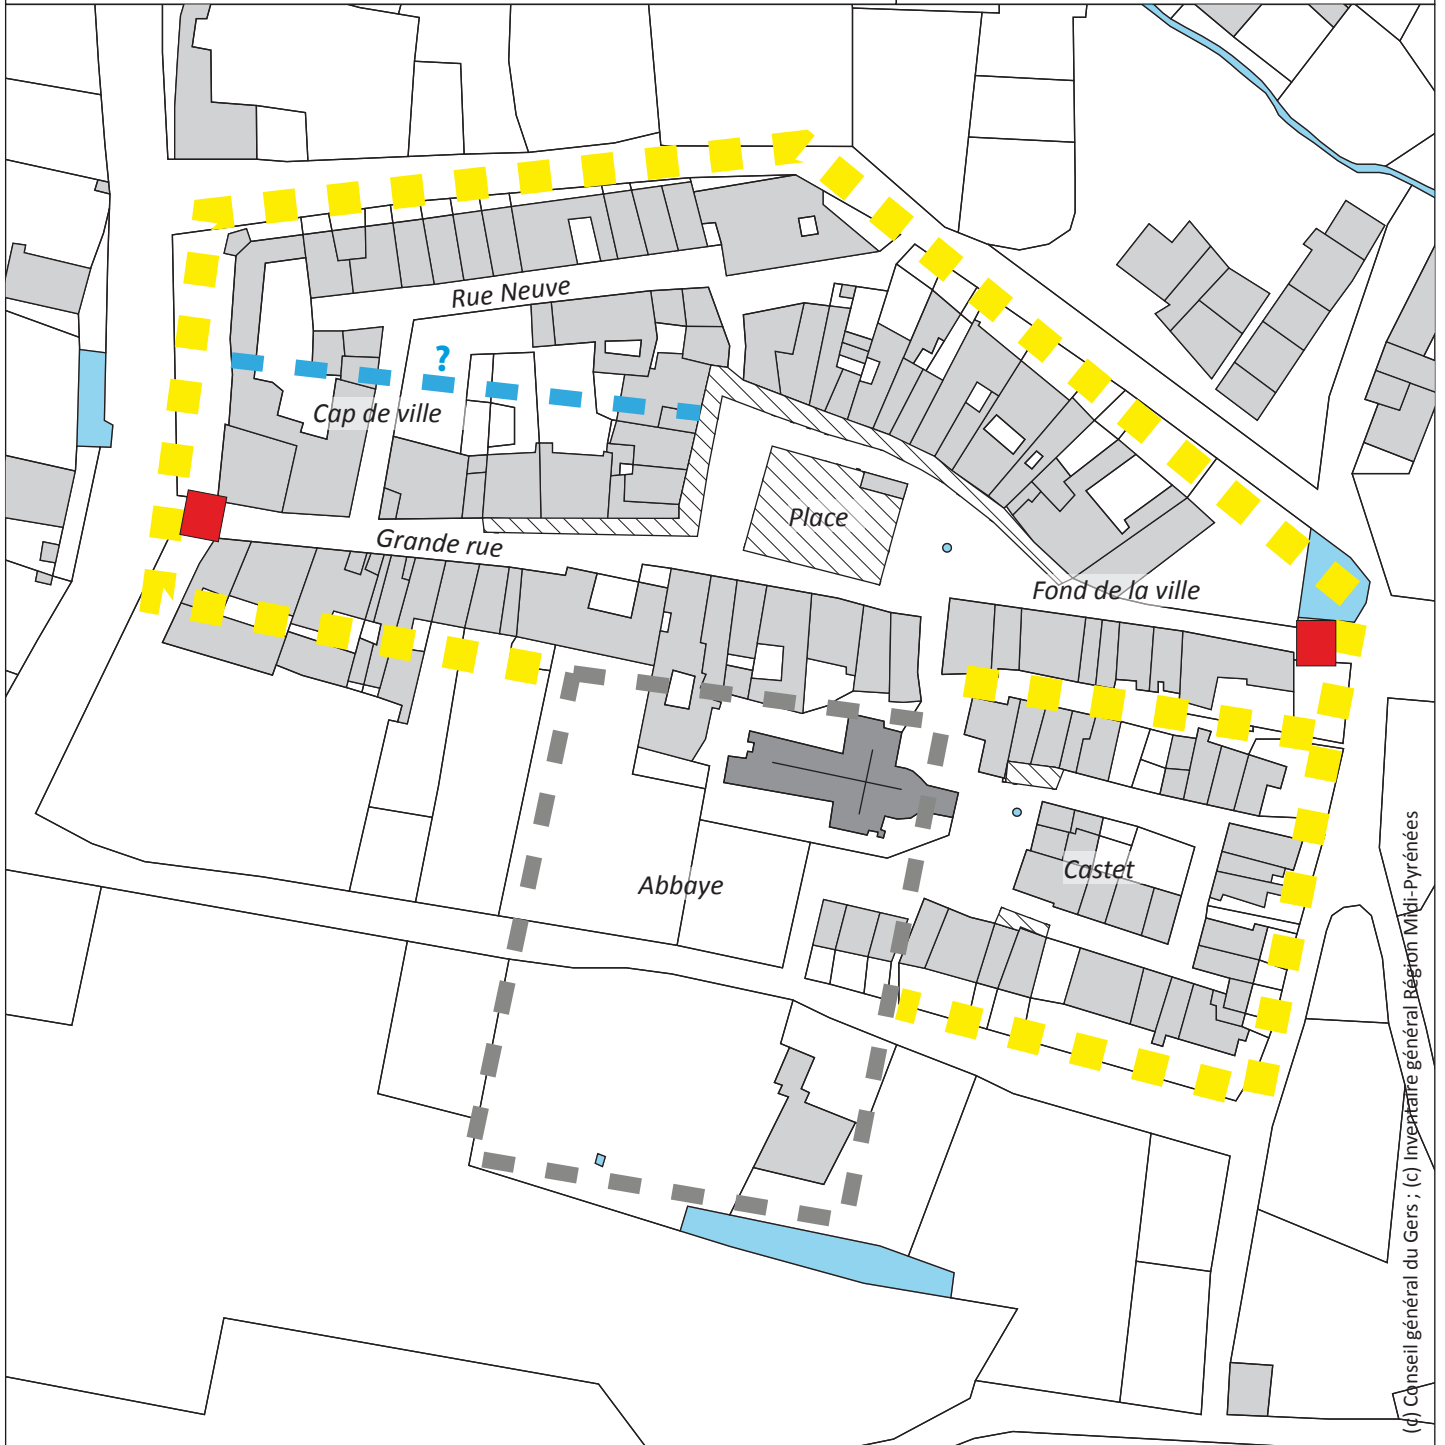 Rue Neuve
?
Cap de ville
Place
Grande rue
Fond de la ville
Castet
Abbaye
(c) Conseil général du Gers ; (c) Inventaire général Région Midi-Pyrénées